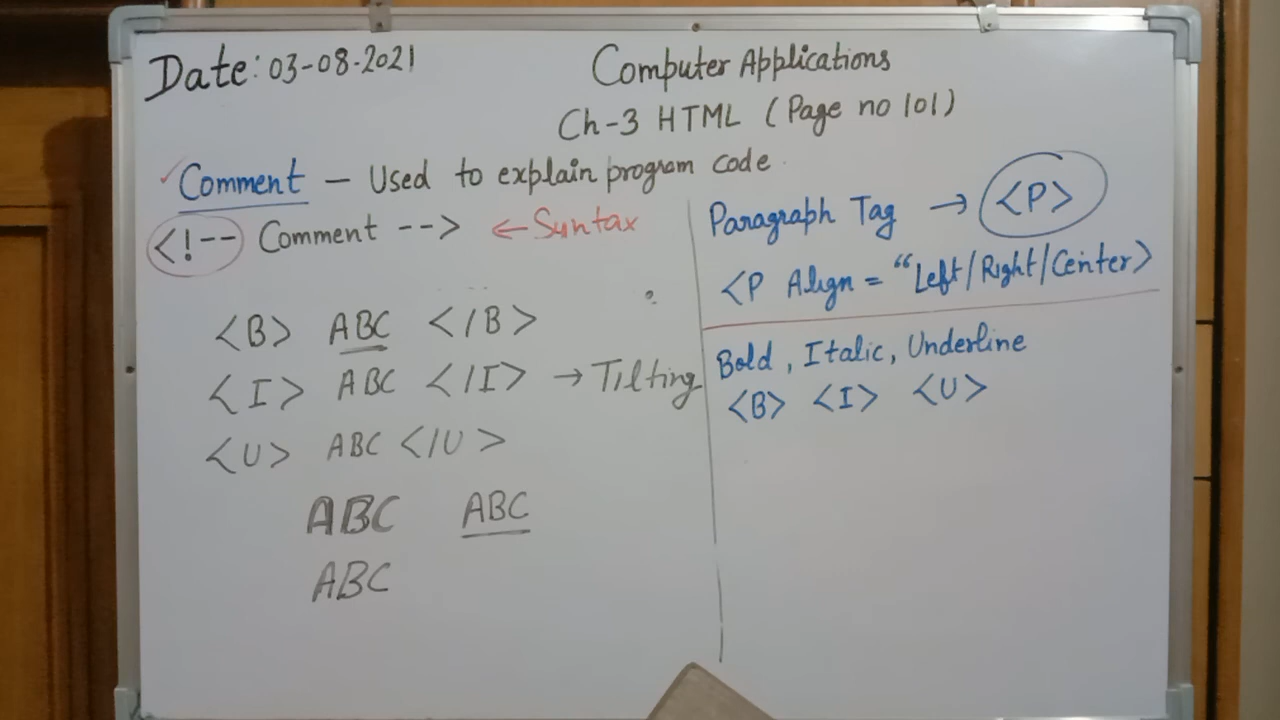 Date: 03-08-2021
Computer Applications
Ch-3 HTML (Page no 101)
Comment - Used to explain program code.
<!-- Comment --> ← Syntax
<B> ABC </B>
<I> ABC </I> → Tilting
<U> ABC </U>
ABC ABC
ABC
Paragraph Tag → <P>
<P Align = "Left/Right/Center>
Bold, Italic, Underline
<B> <I> <U>